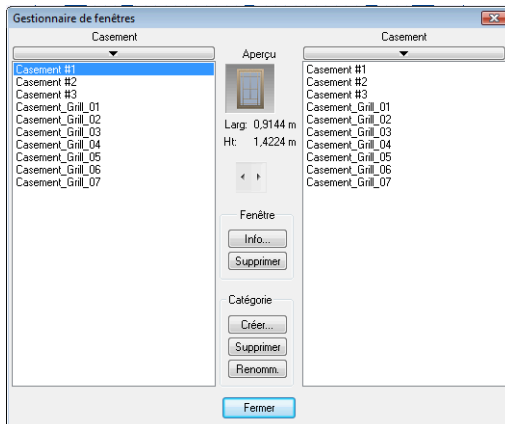 Gestionnaire de fenêtres
Casement
Casement #1
Casement #2
Casement #3
Casement_Grill_01
Casement_Grill_02
Casement_Grill_03
Casement_Grill_04
Casement_Grill_05
Casement_Grill_06
Casement_Grill_07
Aperçu
Larg: 0,9144 m
Ht: 1,4224 m
Fenêtre
Info...
Supprimer
Catégorie
Créer...
Supprimer
Renomm.
Fermer
Casement
Casement #1
Casement #2
Casement #3
Casement_Grill_01
Casement_Grill_02
Casement_Grill_03
Casement_Grill_04
Casement_Grill_05
Casement_Grill_06
Casement_Grill_07